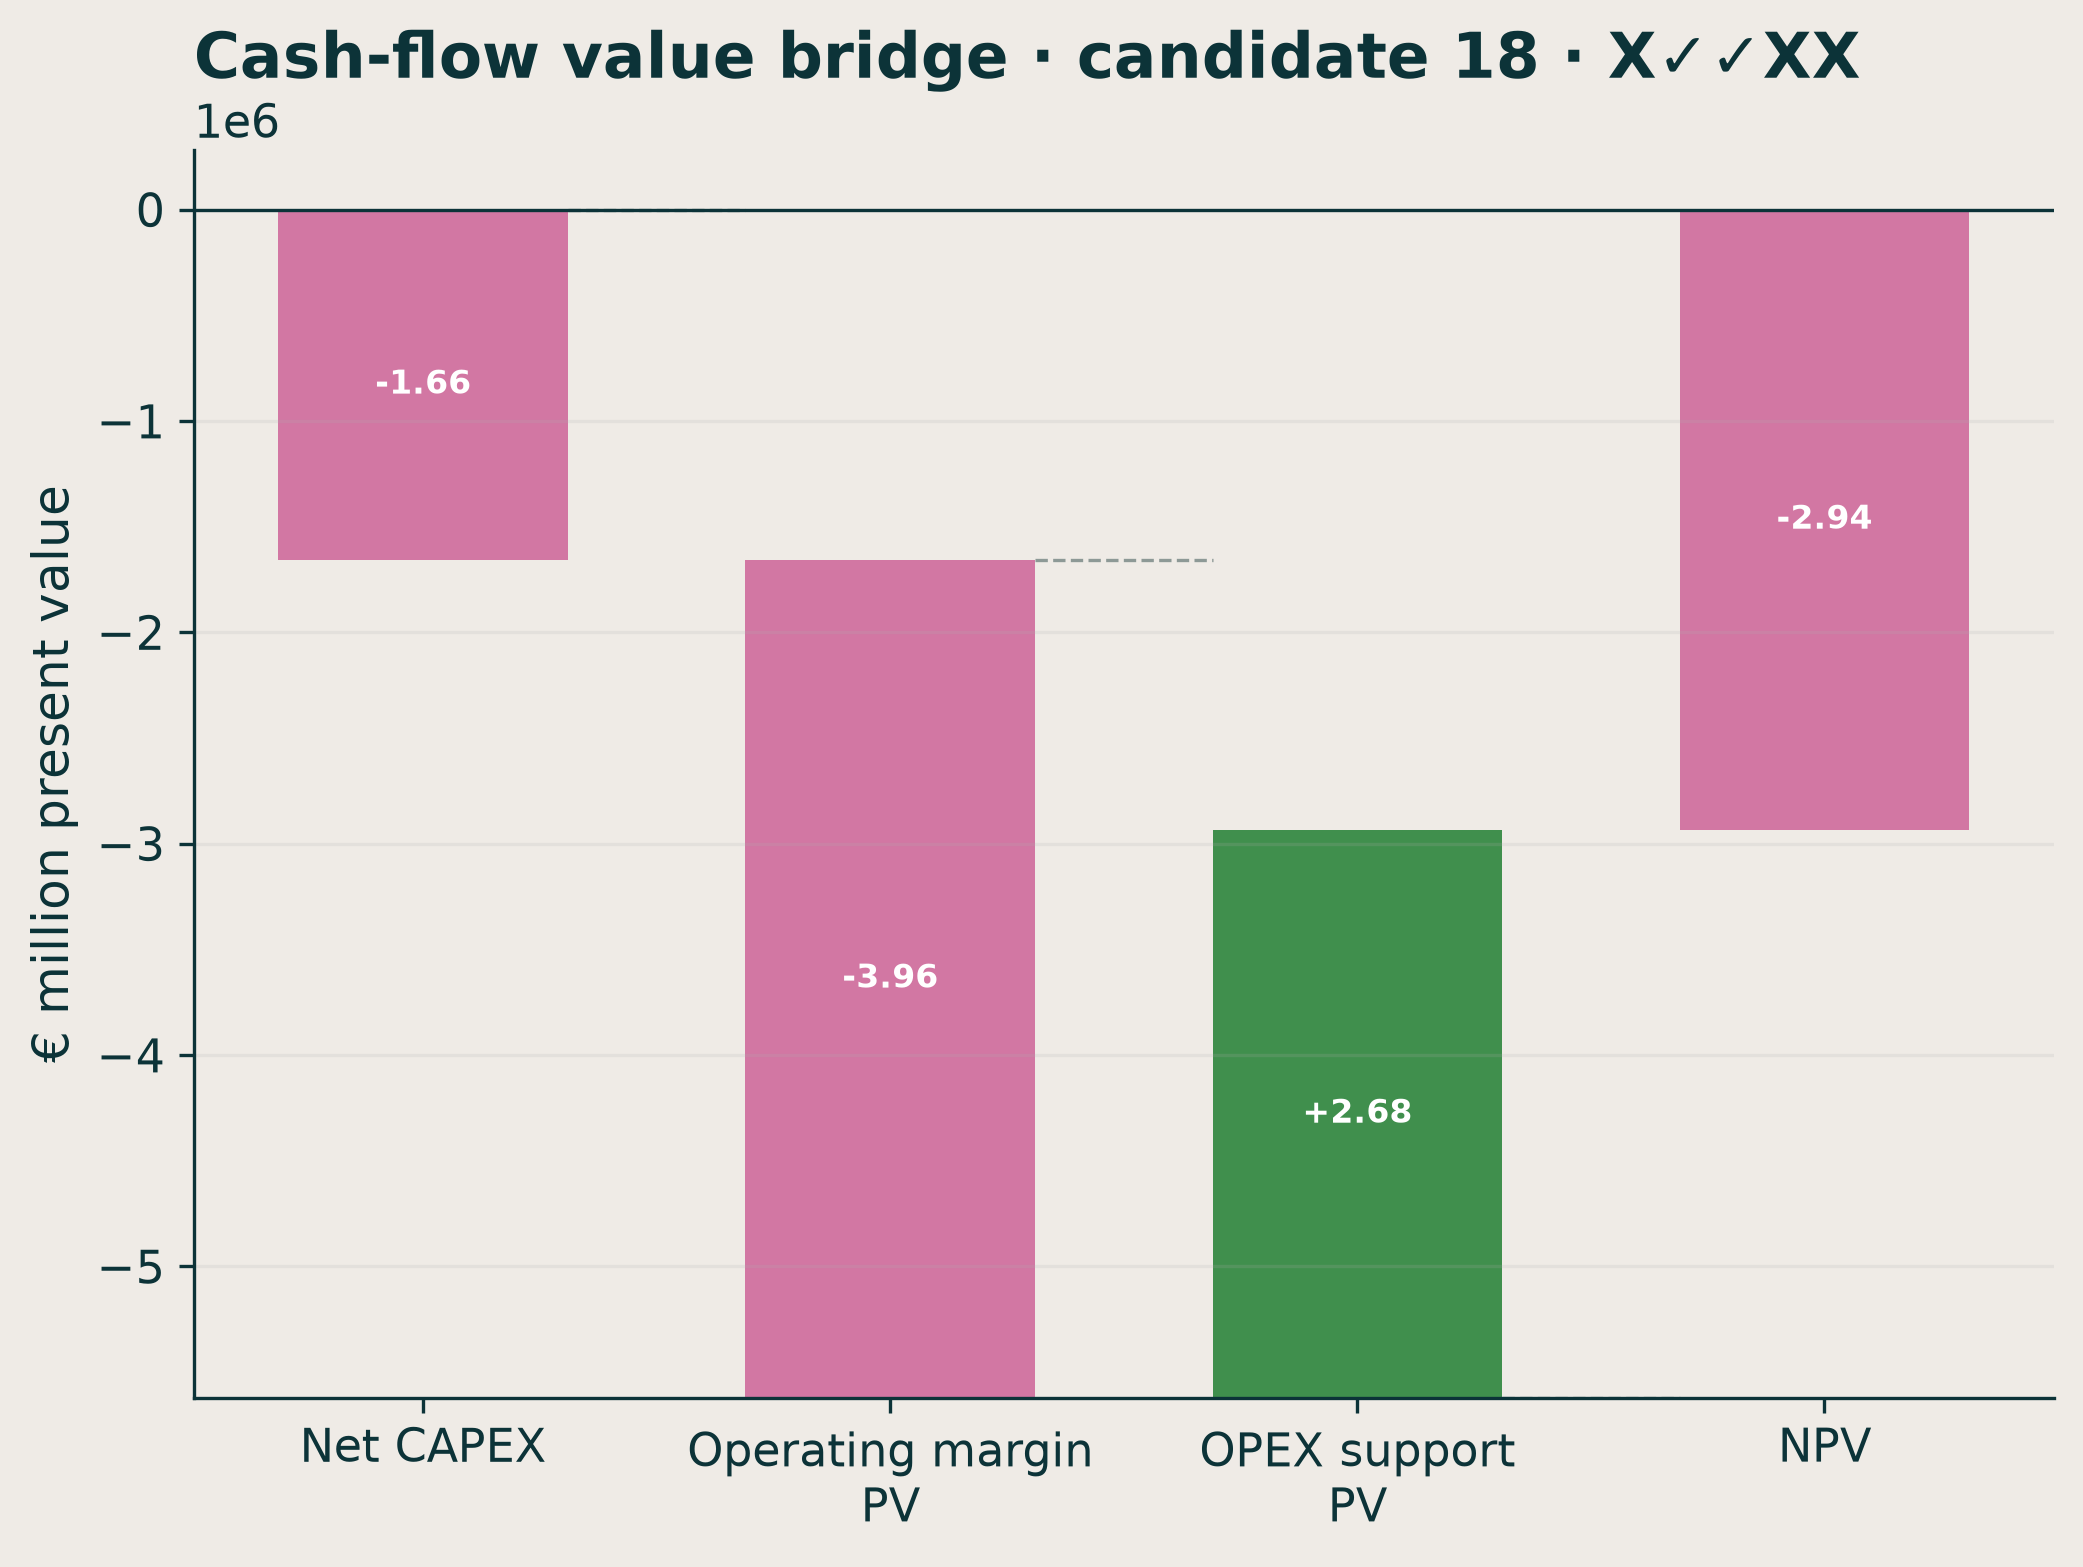 Cash-flow value bridge · candidate 18 · X✓✓XX
1e6
0
−1
−2
−3
−4
−5
€ million present value
-1.66
-3.96
+2.68
-2.94
Net CAPEX
Operating margin
PV
OPEX support
PV
NPV